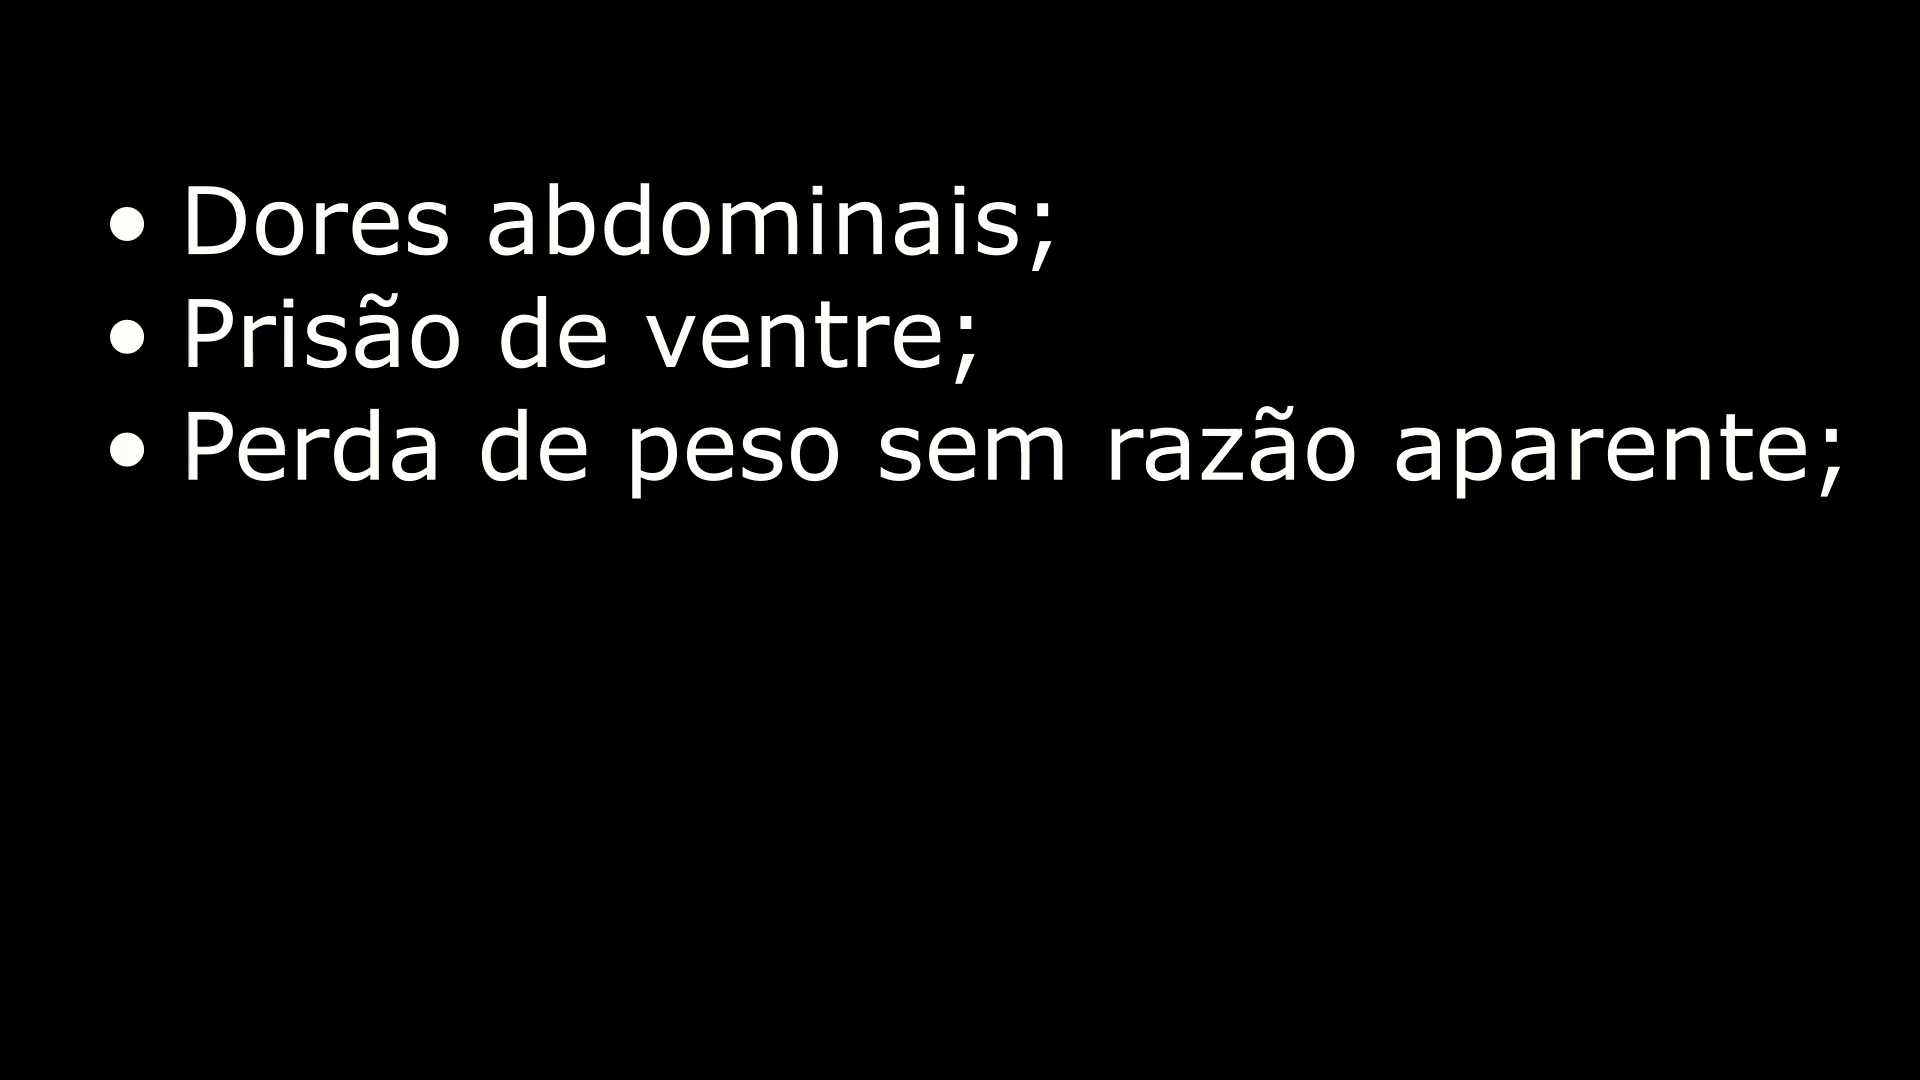 • Dores abdominais;
• Prisão de ventre;
• Perda de peso sem razão aparente;